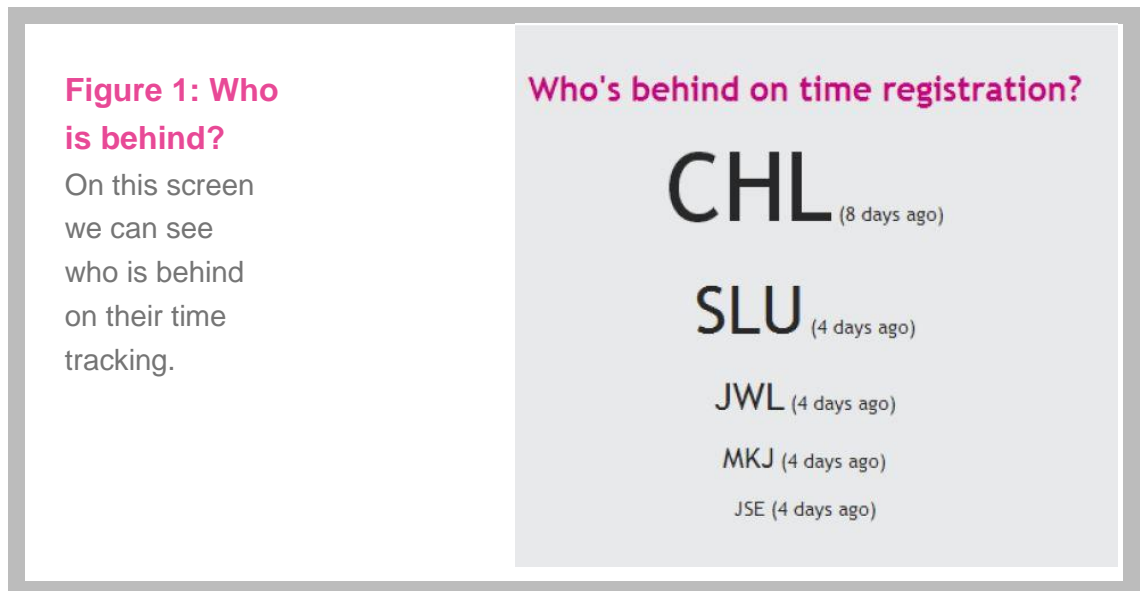 Figure 1: Who
is behind?
On this screen
we can see
who is behind
on their time
tracking.
Who's behind on time registration?
CHL (8 days ago)
SLU (4 days ago)
JWL (4 days ago)
MKJ (4 days ago)
JSE (4 days ago)